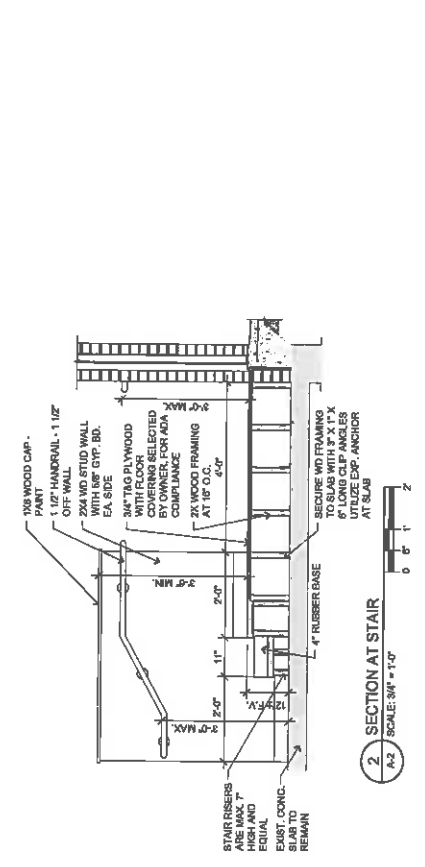 1X6 WOOD CAP -
PAINT
1 1/2" HANDRAIL - 1 1/2"
OFF WALL
2X4 WD STUD WALL
WITH 5/8" GYP. BD.
EA. SIDE
3/4" T&G PLYWOOD
WITH FLOOR
COVERING SELECTED
BY OWNER, FOR ADA
COMPLIANCE
2X WOOD FRAMING
AT 16" O.C.
4'-0"
3'-0" MAX.
3'-6" MIN.
2'-0"
11"
2'-0"
3'-0" MAX.
12" F.V.
STAIR RISERS
ARE MAX. 7"
HIGH AND
EQUAL
EXIST. CONC.
SLAB TO
REMAIN
4" RUBBER BASE
SECURE WD FRAMING
TO SLAB WITH 3" X 1" X
6" LONG CLIP ANGLES
UTILIZE EXP. ANCHOR
AT SLAB
2
A-2
SECTION AT STAIR
SCALE: 3/4" = 1'-0"
0 6" 1' 2'